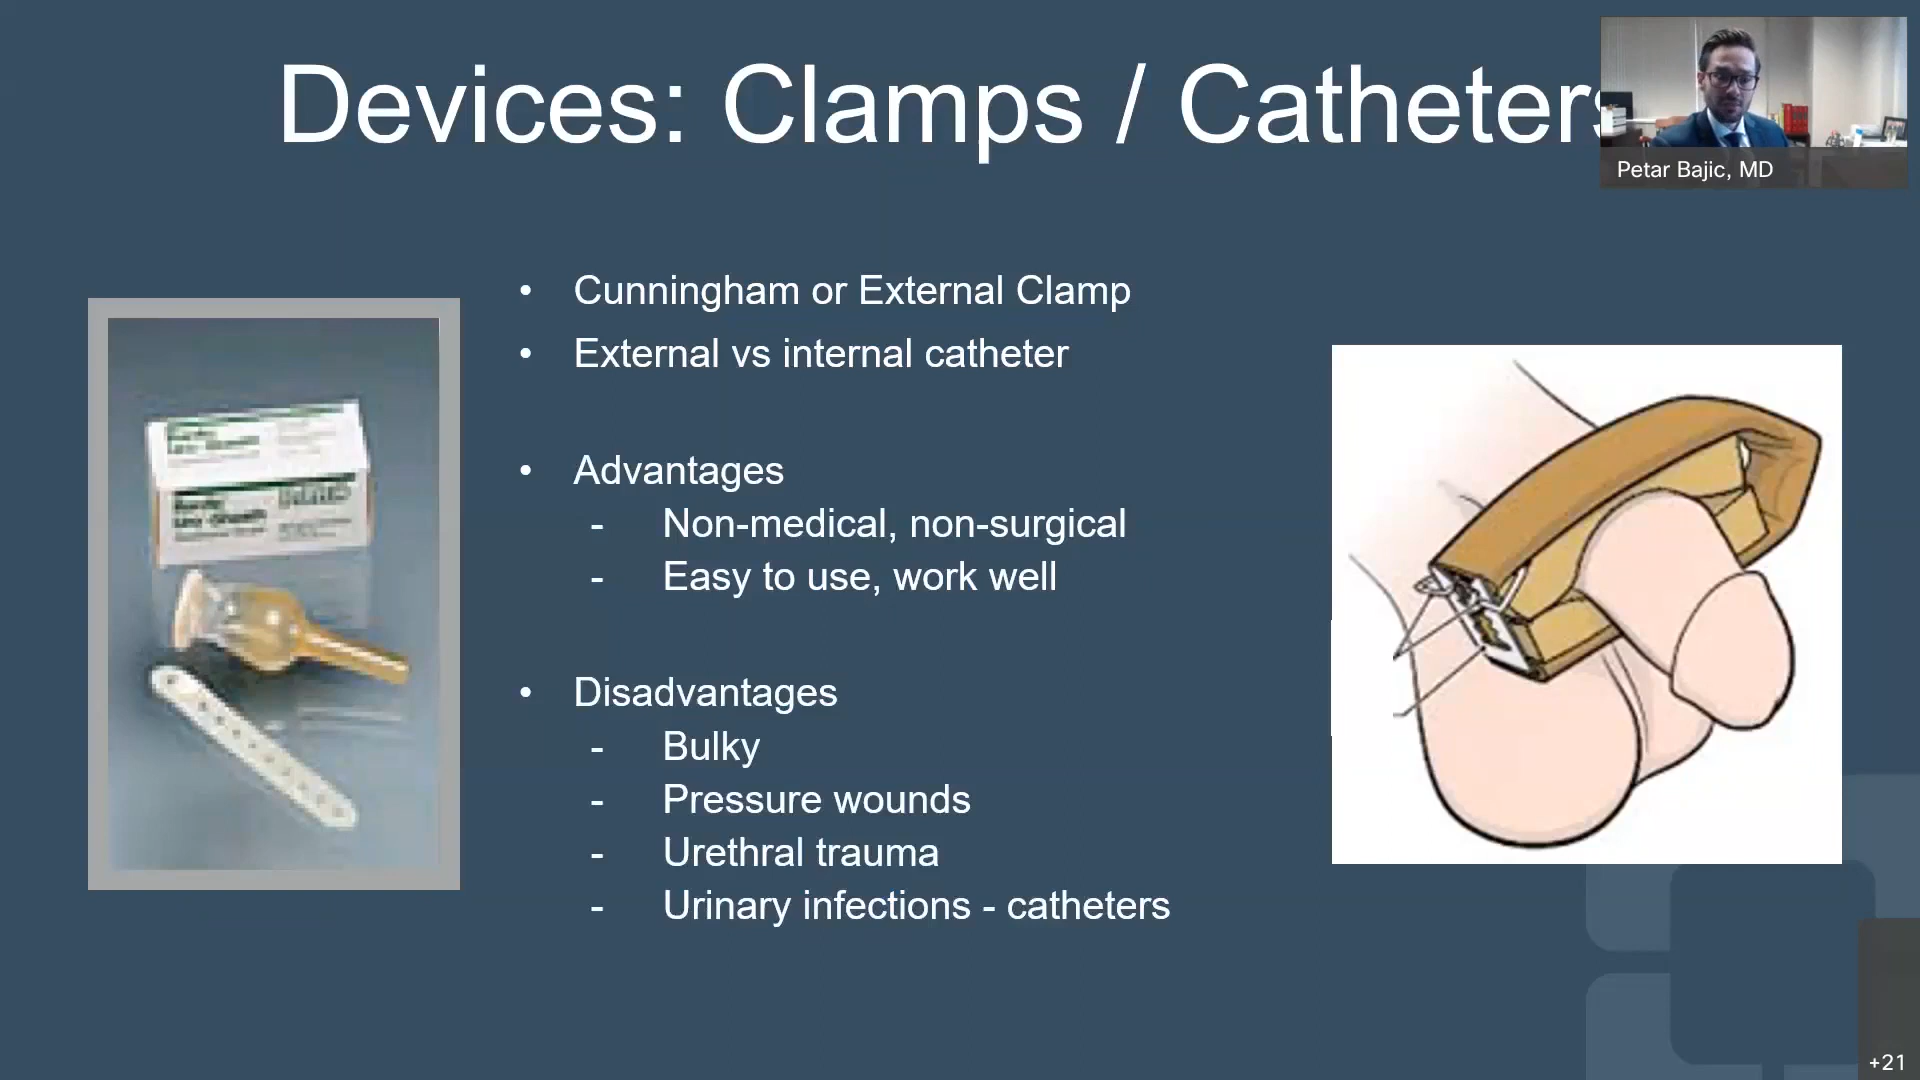 Devices: Clamps / Catheters
Petar Bajic, MD
• Cunningham or External Clamp
• External vs internal catheter
• Advantages
- Non-medical, non-surgical
- Easy to use, work well
• Disadvantages
- Bulky
- Pressure wounds
- Urethral trauma
- Urinary infections - catheters
+21